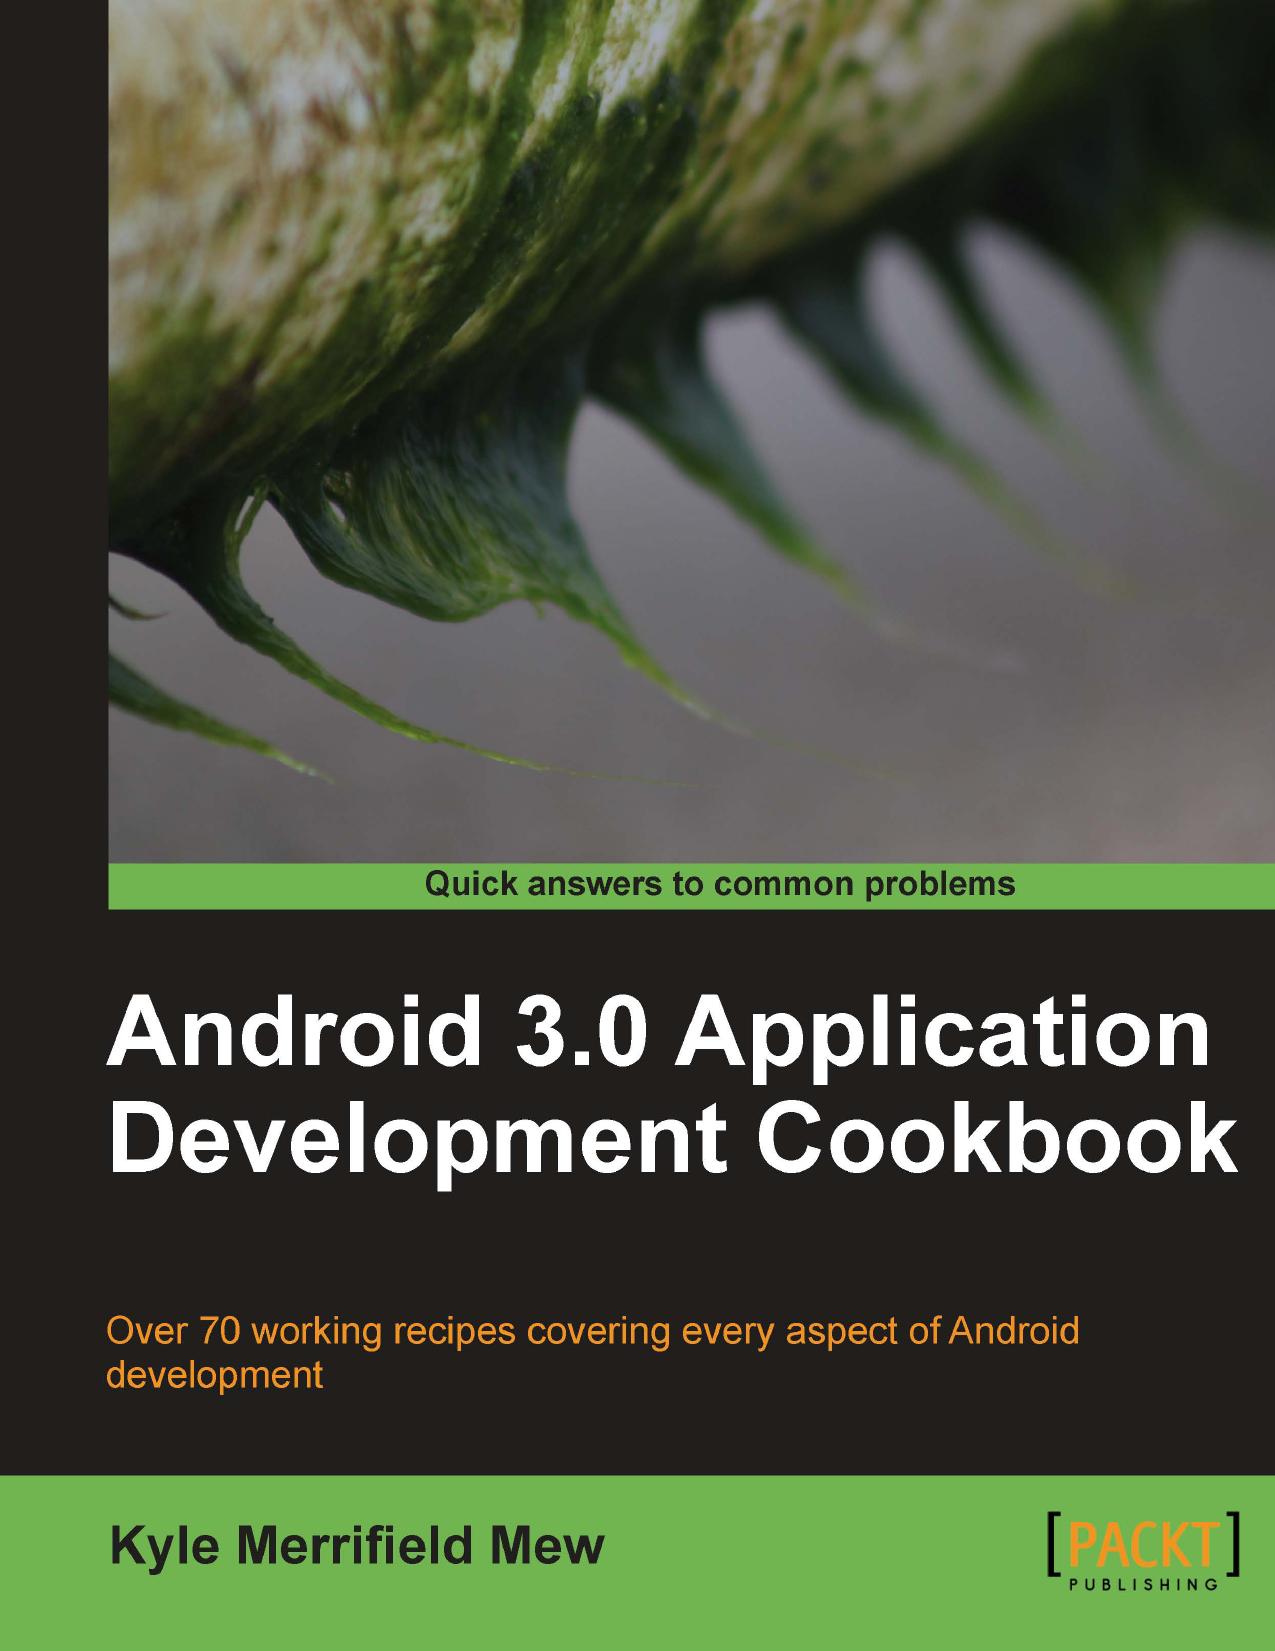 Quick answers to common problems
Android 3.0 Application
Development Cookbook
Over 70 working recipes covering every aspect of Android
development
Kyle Merrifield Mew
[PACKT]
PUBLISHING